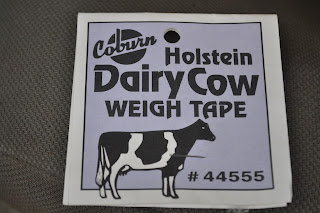 Coburn
Holstein
Dairy Cow
WEIGH TAPE
# 44555